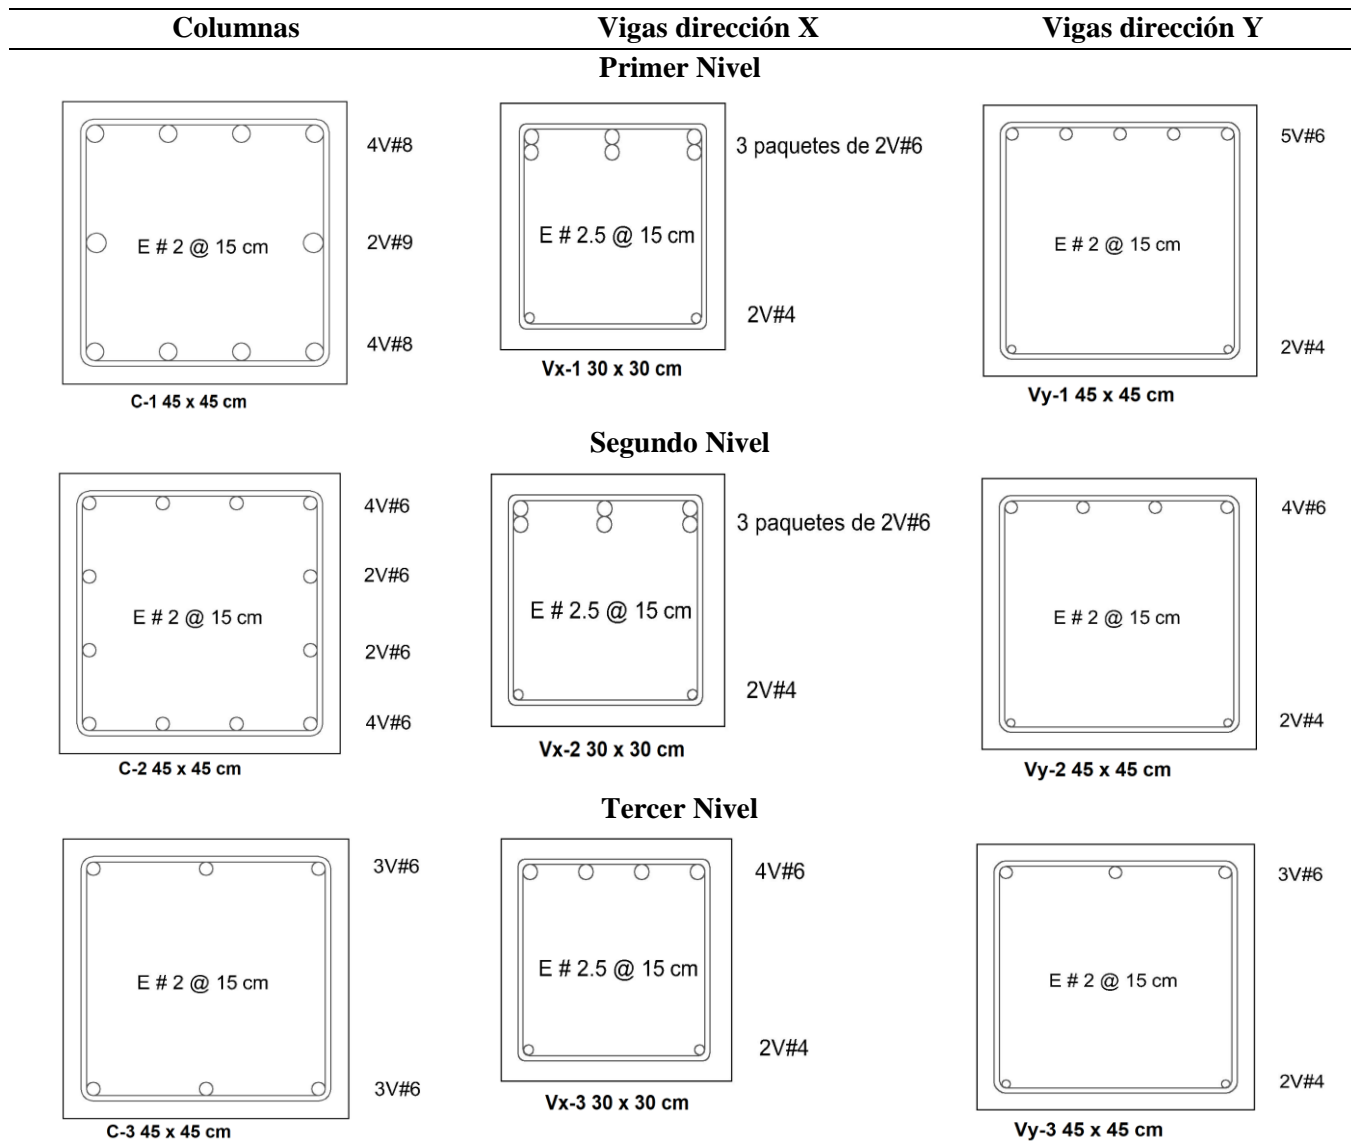 Columnas Vigas dirección X Vigas dirección Y
Primer Nivel
4V#8
E # 2 @ 15 cm
2V#9
4V#8
C-1 45 x 45 cm
3 paquetes de 2V#6
E # 2.5 @ 15 cm
2V#4
Vx-1 30 x 30 cm
5V#6
E # 2 @ 15 cm
2V#4
Vy-1 45 x 45 cm
Segundo Nivel
4V#6
2V#6
E # 2 @ 15 cm
2V#6
4V#6
C-2 45 x 45 cm
3 paquetes de 2V#6
E # 2.5 @ 15 cm
2V#4
Vx-2 30 x 30 cm
4V#6
E # 2 @ 15 cm
2V#4
Vy-2 45 x 45 cm
Tercer Nivel
3V#6
E # 2 @ 15 cm
3V#6
C-3 45 x 45 cm
4V#6
E # 2.5 @ 15 cm
2V#4
Vx-3 30 x 30 cm
3V#6
E # 2 @ 15 cm
2V#4
Vy-3 45 x 45 cm